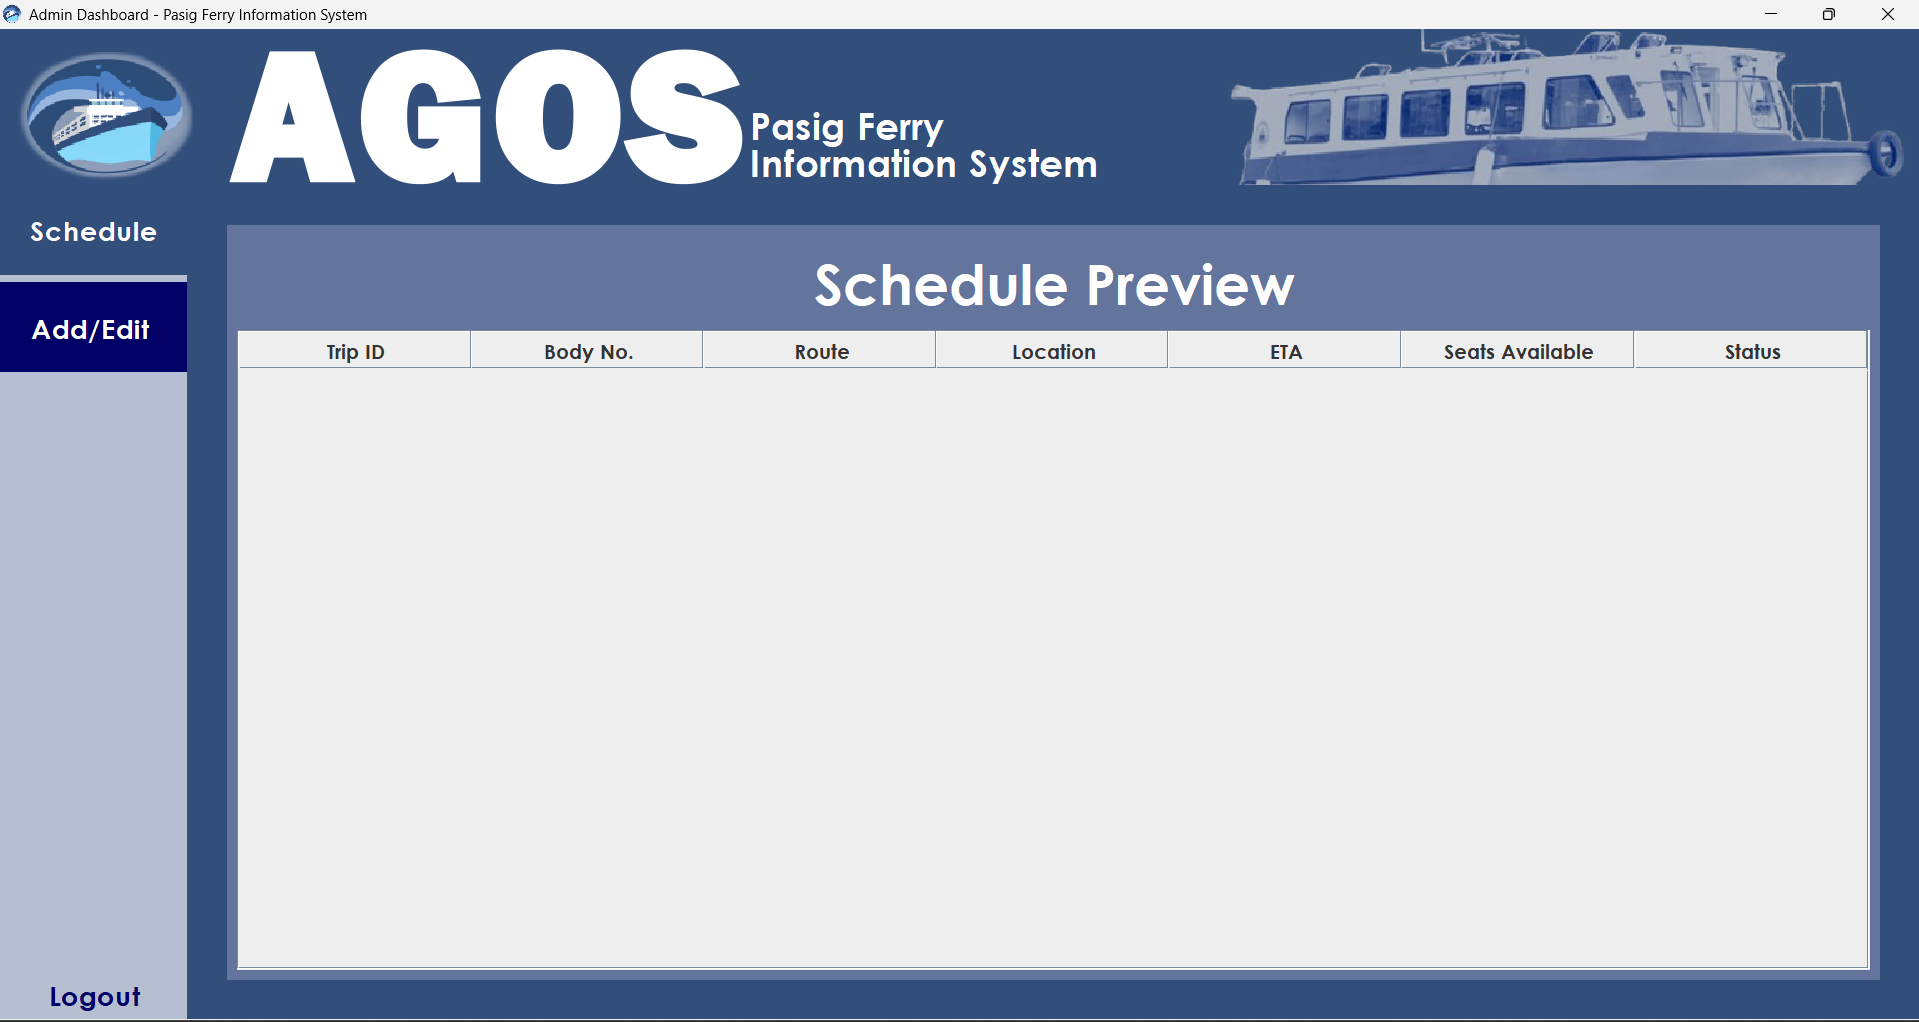 Admin Dashboard - Pasig Ferry Information System
AGOS
Pasig Ferry
Information System
Schedule
Add/Edit
Logout
Schedule Preview
Trip ID Body No. Route Location ETA Seats Available Status